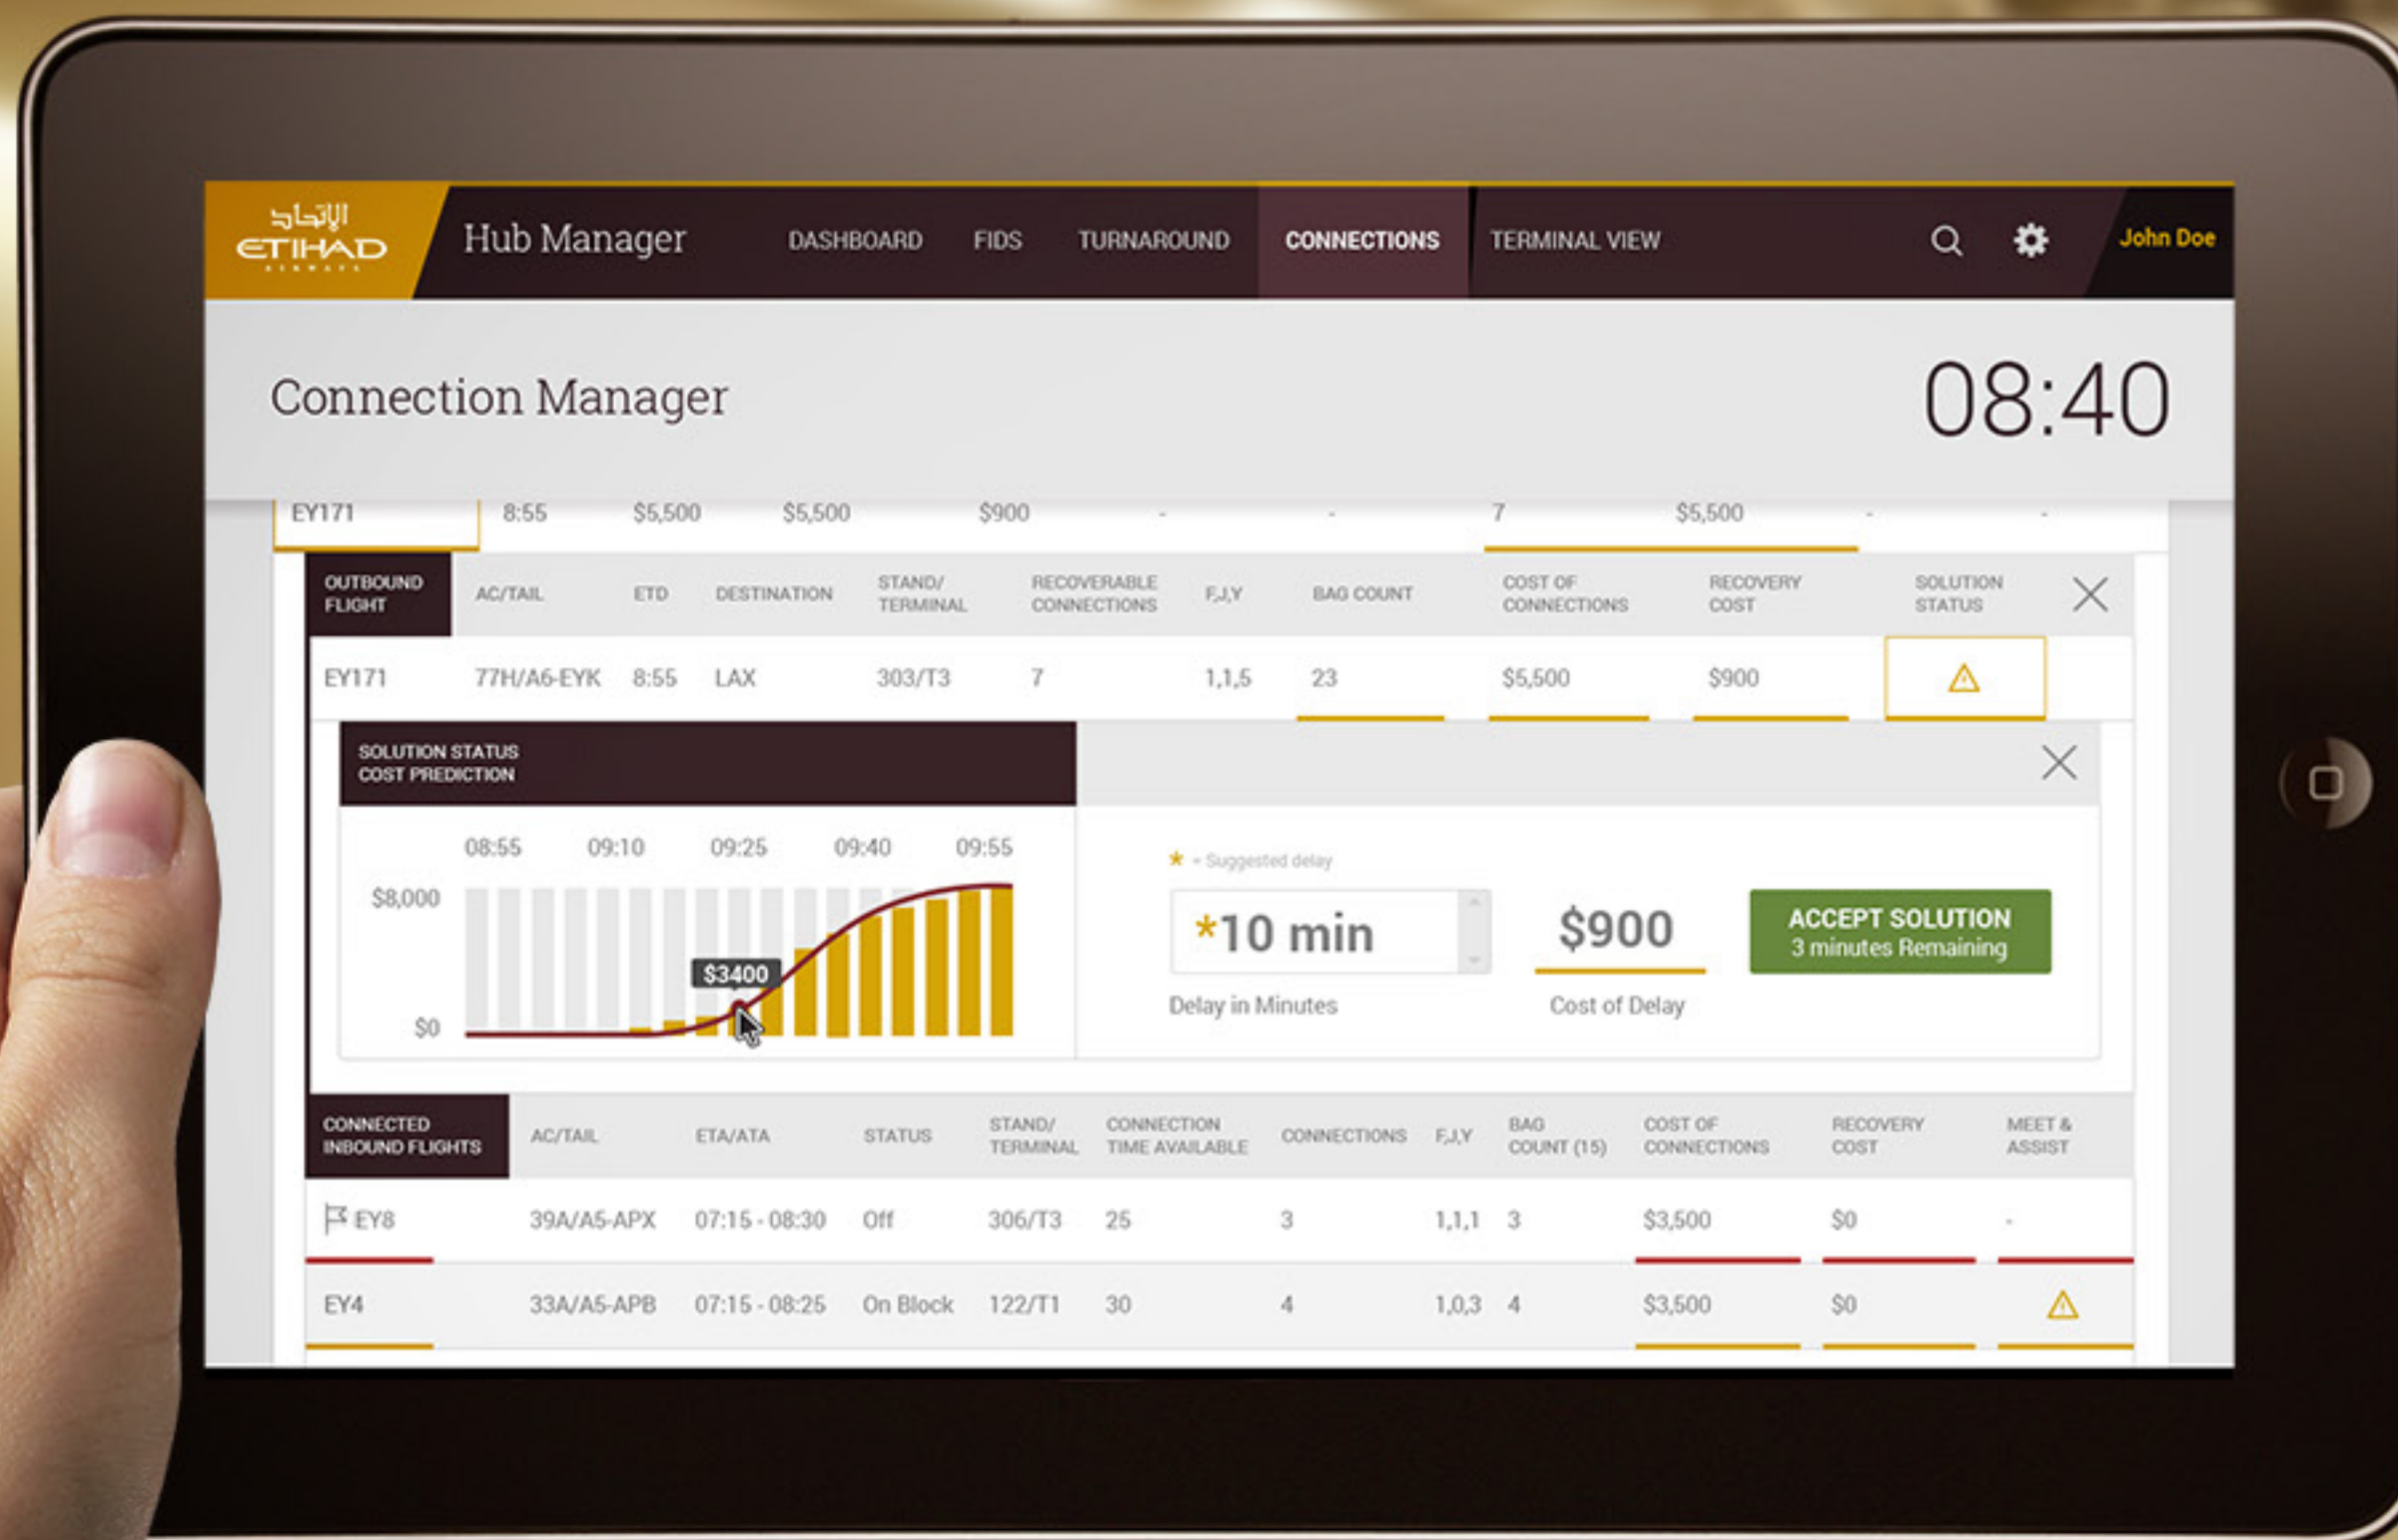 الإتحاد
ETIHAD
AIRWAYS
Hub Manager
DASHBOARD
FIDS
TURNAROUND
CONNECTIONS
TERMINAL VIEW
John Doe
Connection Manager
08:40
EY171 8:55 $5,500 $5,500 $900 - - 7 $5,500 - -
OUTBOUND FLIGHT AC/TAIL ETD DESTINATION STAND/ TERMINAL RECOVERABLE CONNECTIONS F,J,Y BAG COUNT COST OF CONNECTIONS RECOVERY COST SOLUTION STATUS
EY171 77H/A6-EYK 8:55 LAX 303/T3 7 1,1,5 23 $5,500 $900
SOLUTION STATUS
COST PREDICTION
08:55 09:10 09:25 09:40 09:55
$8,000
$3400
$0
* = Suggested delay
*10 min
Delay in Minutes
$900
Cost of Delay
ACCEPT SOLUTION
3 minutes Remaining
CONNECTED INBOUND FLIGHTS AC/TAIL ETA/ATA STATUS STAND/ TERMINAL CONNECTION TIME AVAILABLE CONNECTIONS F,J,Y BAG COUNT (15) COST OF CONNECTIONS RECOVERY COST MEET & ASSIST
EY8 39A/A5-APX 07:15 - 08:30 Off 306/T3 25 3 1,1,1 3 $3,500 $0 -
EY4 33A/A5-APB 07:15 - 08:25 On Block 122/T1 30 4 1,0,3 4 $3,500 $0